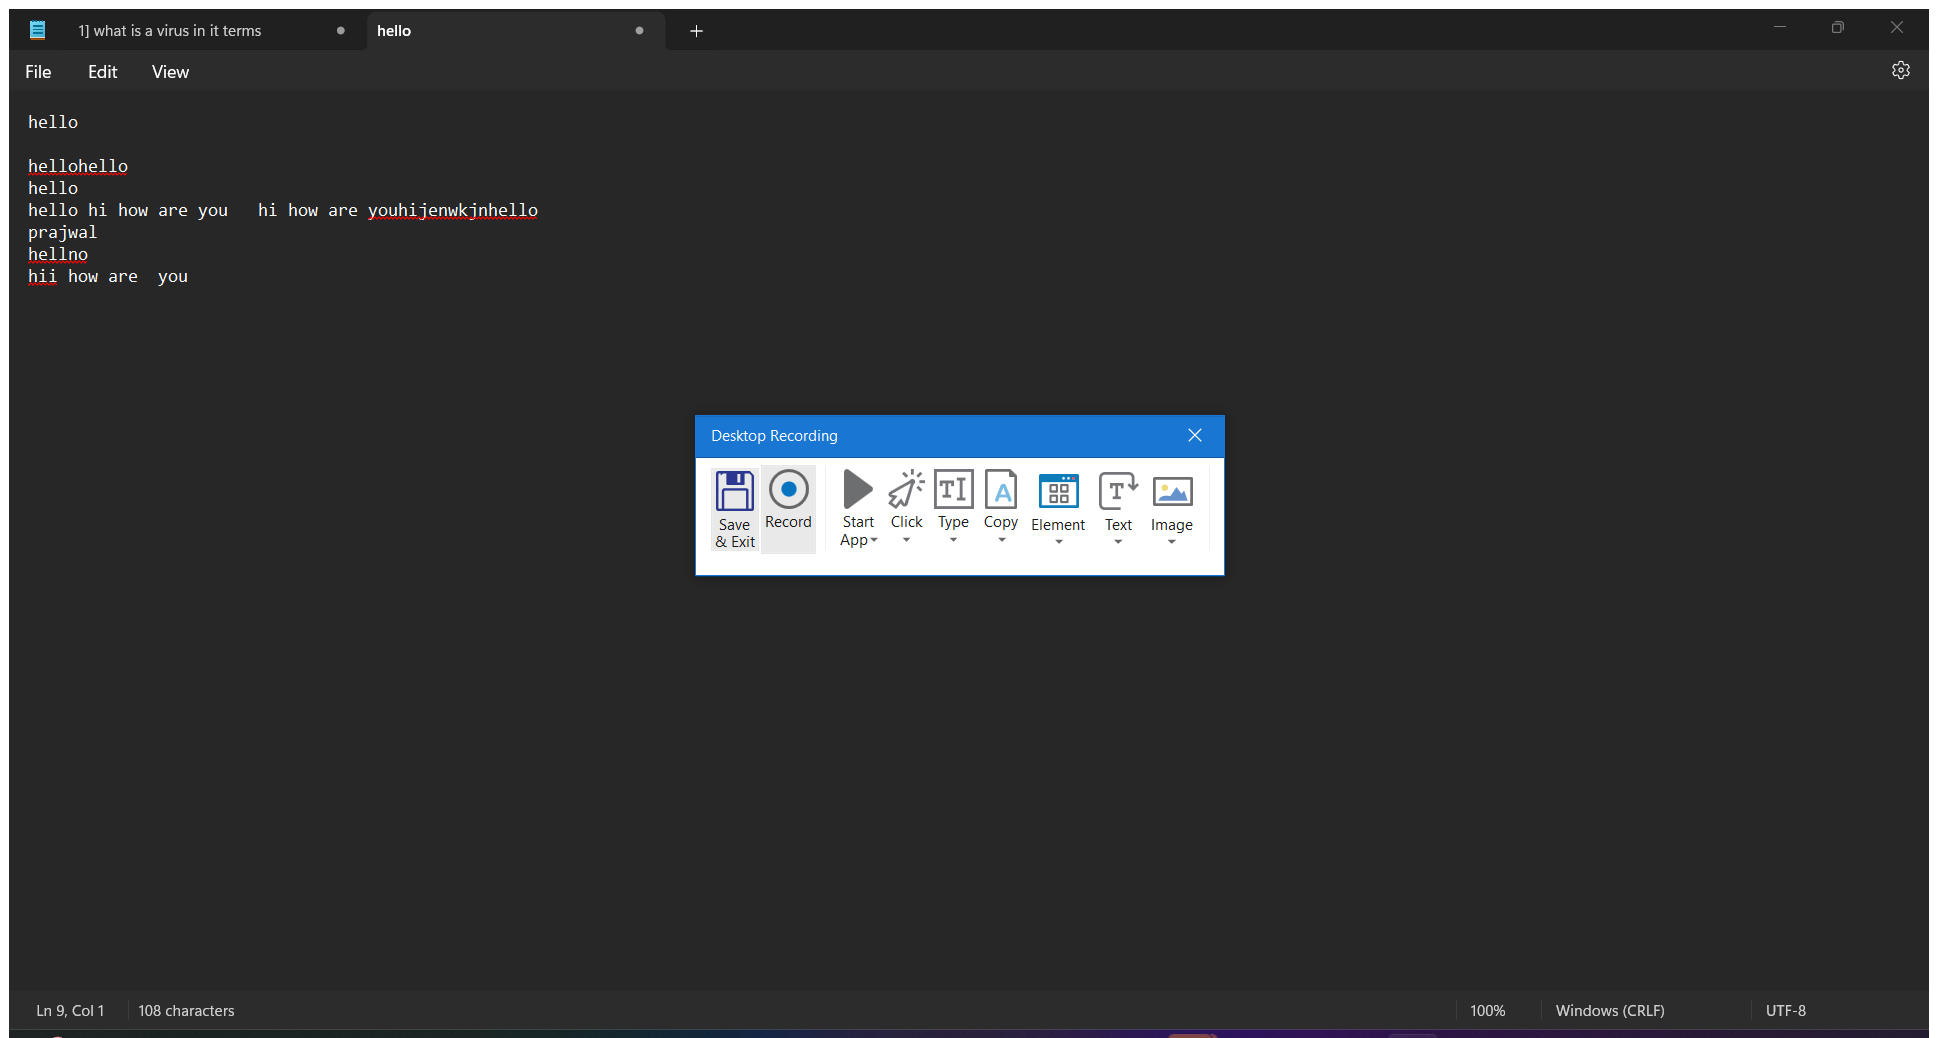 1] what is a virus in it terms
hello
File Edit View
hello
hellohello
hello
hello hi how are you   hi how are youhijenwkjnhello
prajwal
hellno
hii how are  you
Desktop Recording
Save & Exit
Record
Start App
Click
Type
Copy
Element
Text
Image
Ln 9, Col 1
108 characters
100%
Windows (CRLF)
UTF-8